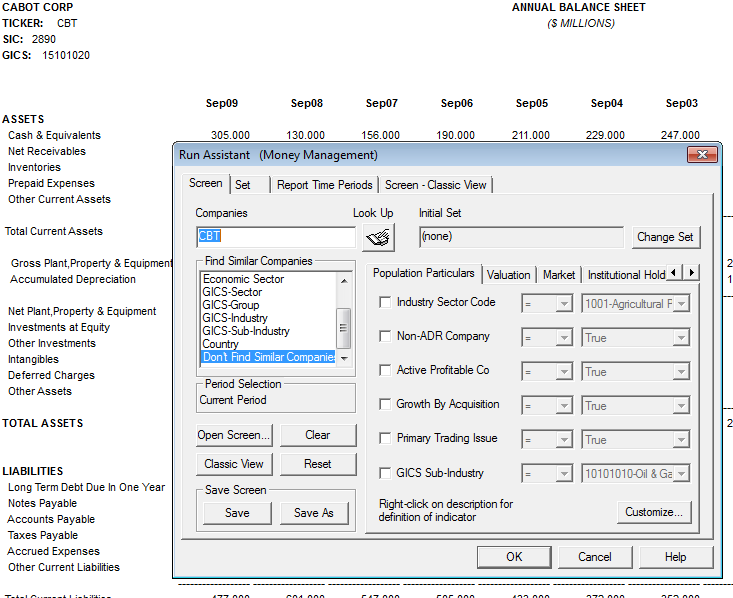 CABOT CORP
ANNUAL BALANCE SHEET
TICKER: CBT
($ MILLIONS)
SIC: 2890
GICS: 15101020
Sep09 Sep08 Sep07 Sep06 Sep05 Sep04 Sep03
ASSETS
Cash & Equivalents 305.000 130.000 156.000 190.000 211.000 229.000 247.000
Net Receivables
Inventories
Prepaid Expenses
Other Current Assets
Total Current Assets
Gross Plant,Property & Equipment
Accumulated Depreciation
Net Plant,Property & Equipment
Investments at Equity
Other Investments
Intangibles
Deferred Charges
Other Assets
TOTAL ASSETS
LIABILITIES
Long Term Debt Due In One Year
Notes Payable
Accounts Payable
Taxes Payable
Accrued Expenses
Other Current Liabilities
Run Assistant (Money Management)
Screen Set Report Time Periods Screen - Classic View
Companies Look Up Initial Set
CBT (none) Change Set
Find Similar Companies
Economic Sector
GICS-Sector
GICS-Group
GICS-Industry
GICS-Sub-Industry
Country
Don't Find Similar Companies
Period Selection
Current Period
Open Screen... Clear
Classic View Reset
Save Screen
Save Save As
Population Particulars Valuation Market Institutional Hold
Industry Sector Code = 1001-Agricultural F
Non-ADR Company = True
Active Profitable Co = True
Growth By Acquisition = True
Primary Trading Issue = True
GICS Sub-Industry = 10101010-Oil & Ga
Right-click on description for
definition of indicator
Customize...
OK Cancel Help
2
1
2